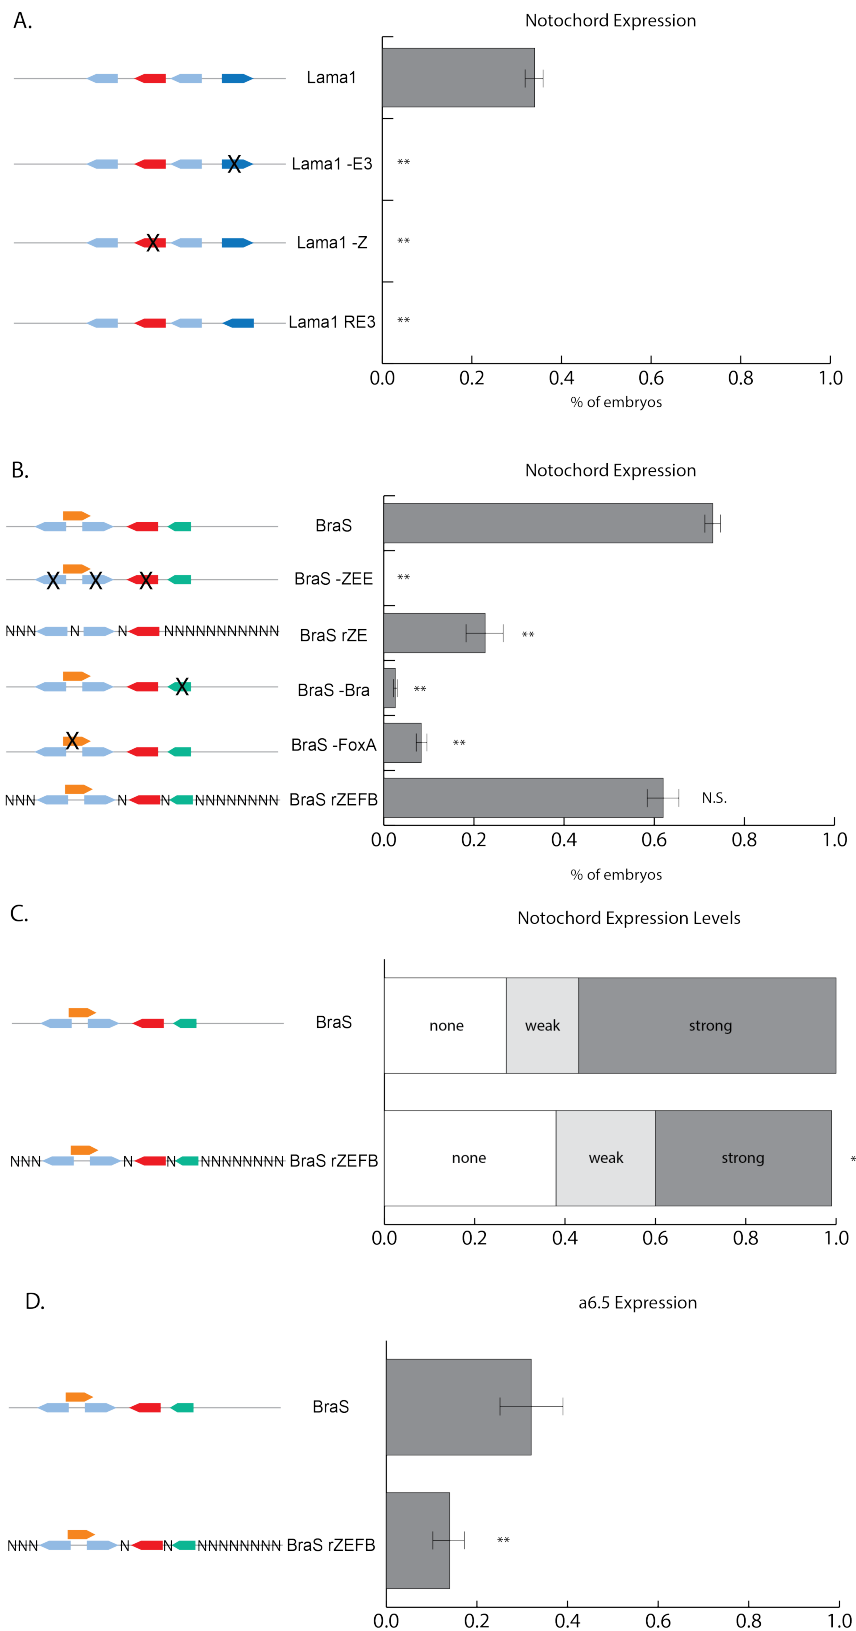 A.
Notochord Expression
Lama1
X
Lama1 -E3
**
X
Lama1 -Z
**
Lama1 RE3
**
0.0 0.2 0.4 0.6 0.8 1.0
% of embryos
B.
Notochord Expression
BraS
X X X
BraS -ZEE
**
NNN N N NNNNNNNNNNN
BraS rZE
**
X
BraS -Bra
**
X
BraS -FoxA
**
NNN N N NNNNNNNN
BraS rZEFB
N.S.
0.0 0.2 0.4 0.6 0.8 1.0
% of embryos
C.
Notochord Expression Levels
BraS
none weak strong
NNN N N NNNNNNNN
BraS rZEFB
none weak strong
*
0.0 0.2 0.4 0.6 0.8 1.0
D.
a6.5 Expression
BraS
NNN N N NNNNNNNN
BraS rZEFB
**
0.0 0.2 0.4 0.6 0.8 1.0